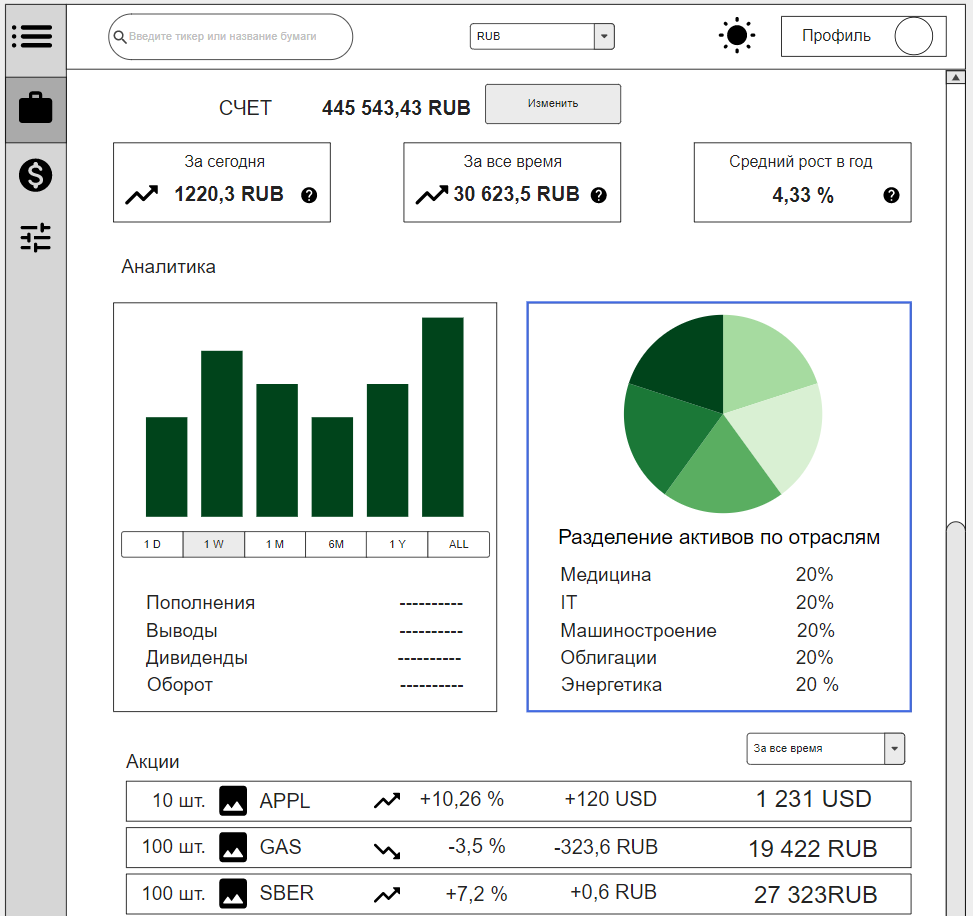 Введите тикер или название бумаги
RUB
Профиль
СЧЕТ 445 543,43 RUB Изменить
За сегодня
1220,3 RUB ?
За все время
30 623,5 RUB ?
Средний рост в год
4,33 % ?
Аналитика
1 D 1 W 1 M 6M 1 Y ALL
Пополнения ----------
Выводы ----------
Дивиденды ----------
Оборот ----------
Разделение активов по отраслям
Медицина 20%
IT 20%
Машиностроение 20%
Облигации 20%
Энергетика 20 %
Акции
За все время
10 шт. APPL +10,26 % +120 USD 1 231 USD
100 шт. GAS -3,5 % -323,6 RUB 19 422 RUB
100 шт. SBER +7,2 % +0,6 RUB 27 323RUB